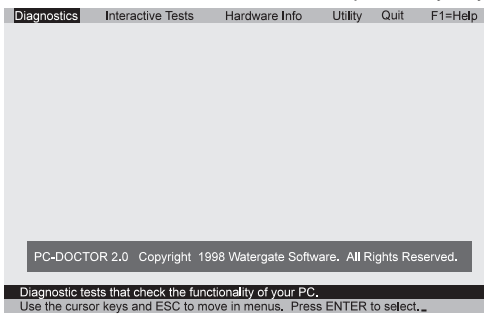 Diagnostics Interactive Tests Hardware Info Utility Quit F1=Help
PC-DOCTOR 2.0 Copyright 1998 Watergate Software. All Rights Reserved.
Diagnostic tests that check the functionality of your PC.
Use the cursor keys and ESC to move in menus. Press ENTER to select._